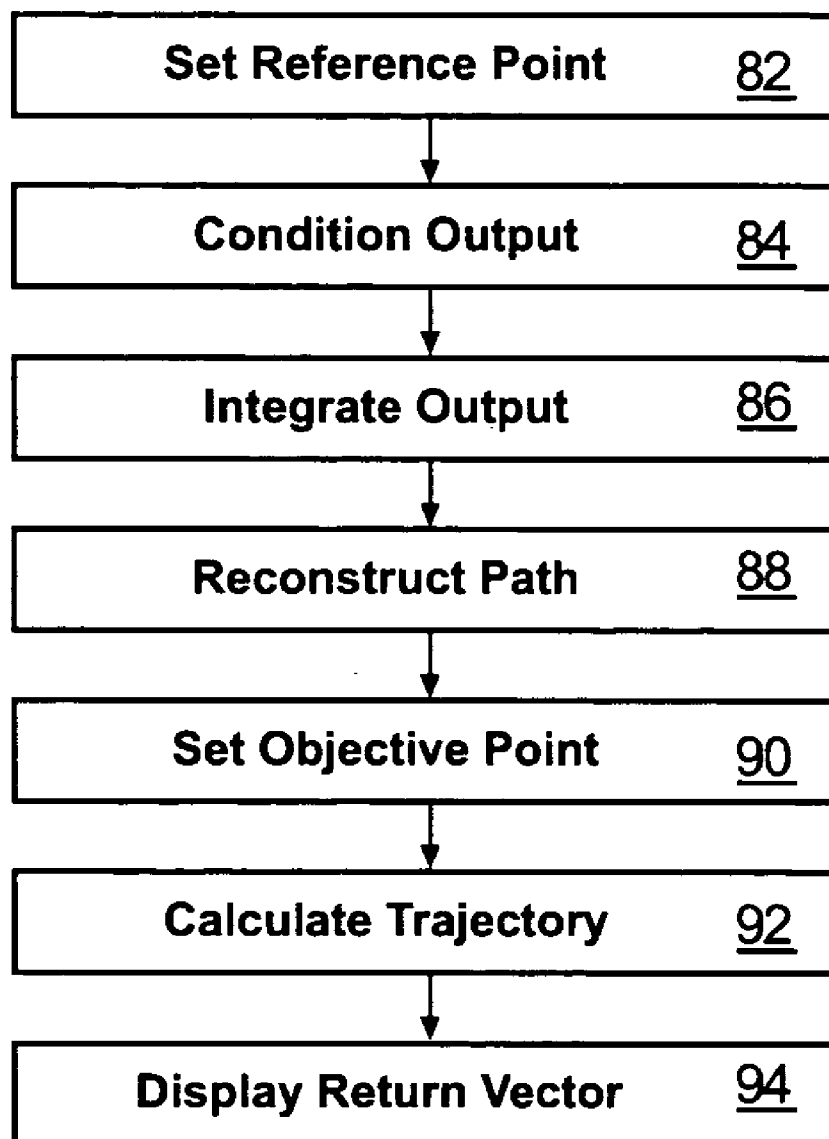 Set Reference Point 82
Condition Output 84
Integrate Output 86
Reconstruct Path 88
Set Objective Point 90
Calculate Trajectory 92
Display Return Vector 94